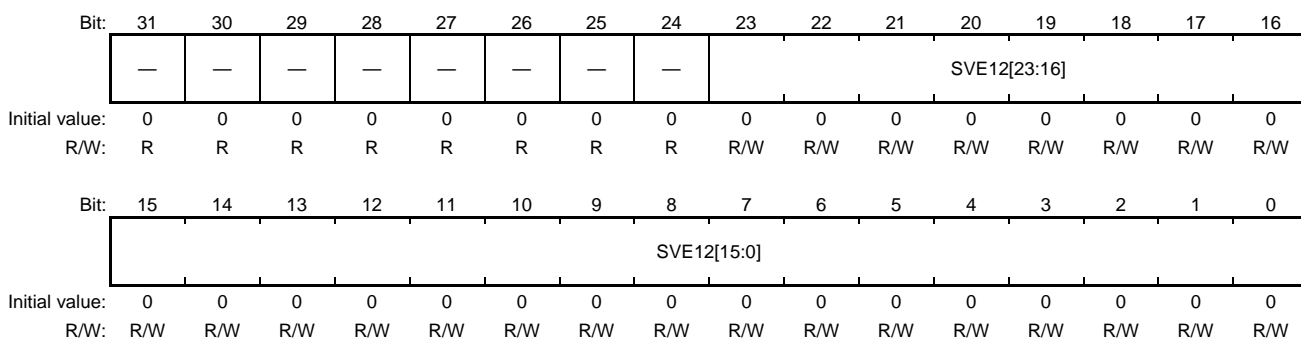 Bit: 31 30 29 28 27 26 25 24 23 22 21 20 19 18 17 16
— — — — — — — — SVE12[23:16]
Initial value: 0 0 0 0 0 0 0 0 0 0 0 0 0 0 0 0
R/W: R R R R R R R R R/W R/W R/W R/W R/W R/W R/W R/W
Bit: 15 14 13 12 11 10 9 8 7 6 5 4 3 2 1 0
SVE12[15:0]
Initial value: 0 0 0 0 0 0 0 0 0 0 0 0 0 0 0 0
R/W: R/W R/W R/W R/W R/W R/W R/W R/W R/W R/W R/W R/W R/W R/W R/W R/W